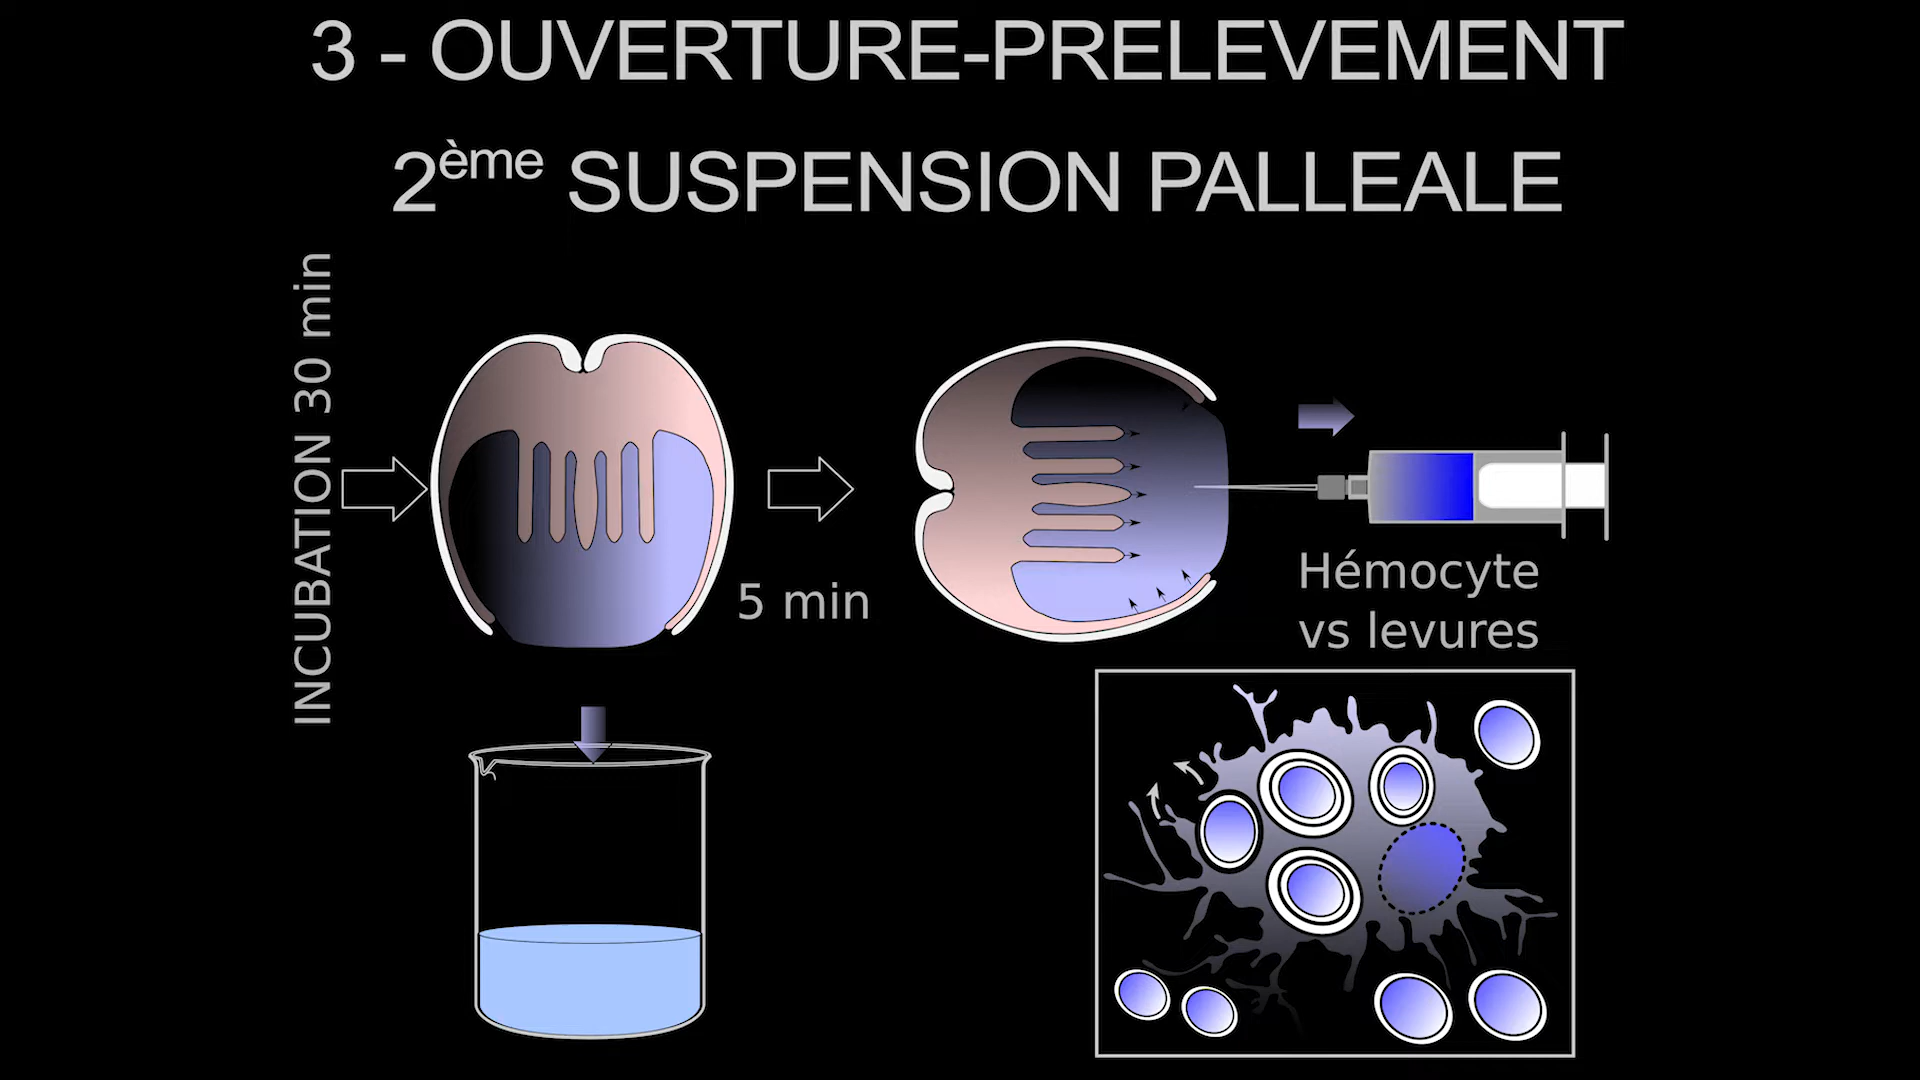 3 - OUVERTURE-PRELEVEMENT
2ème SUSPENSION PALLEALE
INCUBATION 30 min
5 min
Hémocyte
vs levures